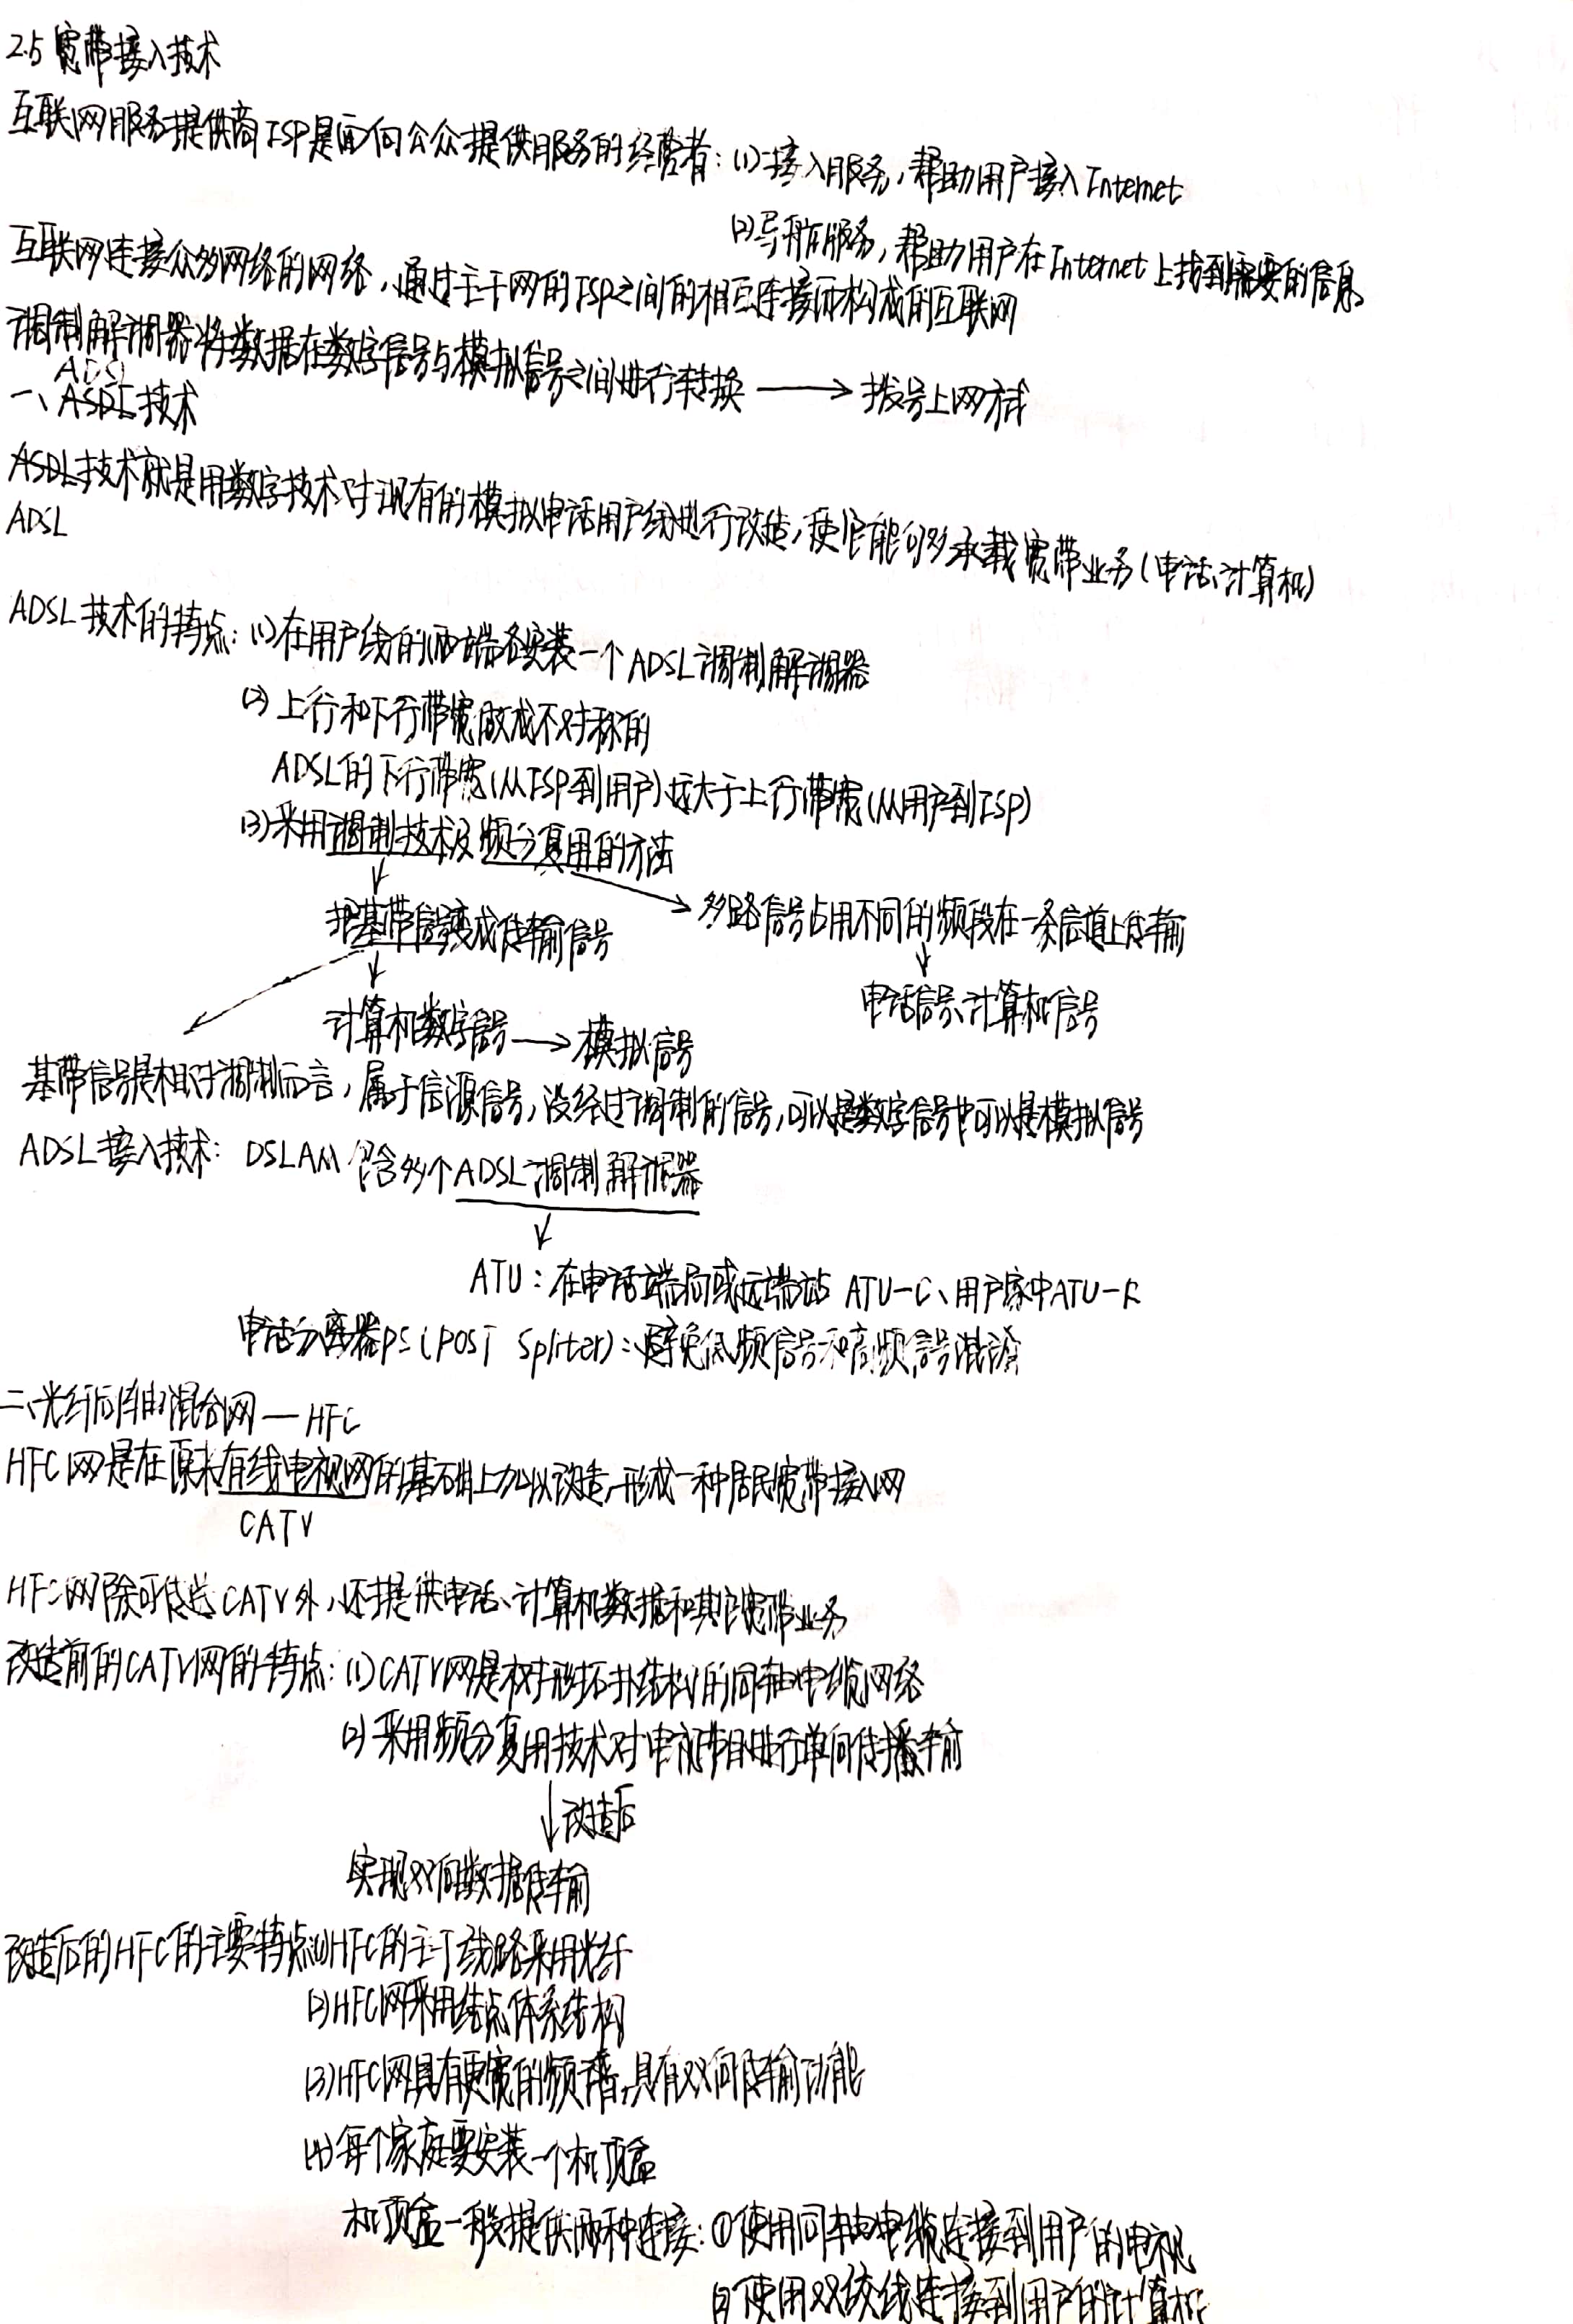 2.5 宽带接入技术
互联网服务提供商ISP是面向公众提供服务的经营者：(1)接入服务，帮助用户接入Internet
(2)导航服务，帮助用户在Internet上找到需要的信息
互联网连接众多网络的网络，通过主干网的ISP之间的相互连接而构成的互联网
调制解调器将数据在数字信号与模拟信号之间进行转换 → 拨号上网方式
ADSL
一、ASDL技术
ASDL技术就是用数字技术对现有的模拟电话用户线进行改造，使它能够承载宽带业务(电话、计算机)
ADSL
ADSL技术的特点：(1)在用户线的两端各安装一个ADSL调制解调器
(2)上行和下行带宽做成不对称的
ADSL的下行带宽(从ISP到用户)远大于上行带宽(从用户到ISP)
(3)采用调制技术及频分复用的方法
把基带信号变成传输信号 多路信号占用不同的频段在一条信道上传输
计算机数字信号 → 模拟信号 电话信号、计算机信号
基带信号是相对调制而言，属于信源信号，没经过调制的信号，可以是数字信号也可以是模拟信号
ADSL接入技术：DSLAM 包含多个ADSL调制解调器
ATU：在电话端局或远端站 ATU-C、用户家中ATU-R
电话分离器PS(POST Spliter)：避免低频信号和高频信号混淆
二、光纤同轴混合网—HFC
HFC网是在原来有线电视网的基础上加以改造，形成一种居民宽带接入网
CATV
HFC网除可传送CATV外，还提供电话、计算机数据和其它宽带业务
改造前的CATV网的特点：(1)CATV网是树形拓扑结构的同轴电缆网络
(2)采用频分复用技术对电视节目进行单向传播传输
↓改造后
实现双向数据传输
改造后的HFC的主要特点(1)HFC的主干线路采用光纤
(2)HFC网采用结点体系结构
(3)HFC网具有更宽的频谱，具有双向传输功能
(4)每个家庭要安装一个机顶盒
机顶盒一般提供两种连接：①使用同轴电缆连接到用户的电视
②使用双绞线连接到用户的计算机